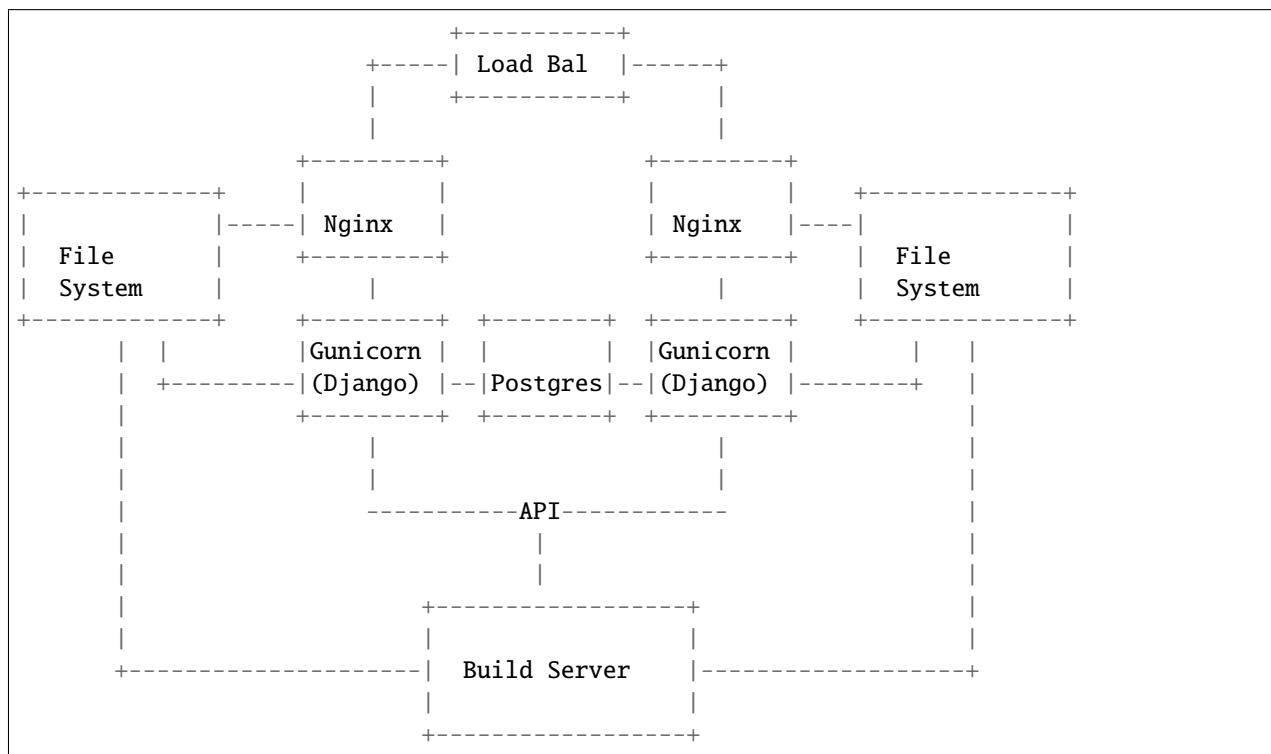 Load Bal
Nginx Nginx
File File
System System
Gunicorn Gunicorn
(Django) Postgres (Django)
API
Build Server